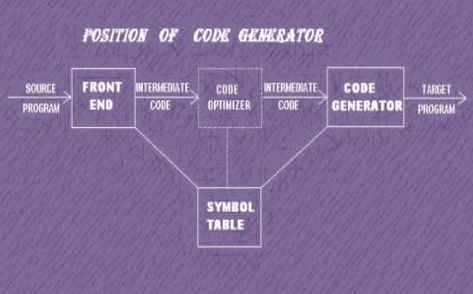 POSITION OF CODE GENERATOR
SOURCE
PROGRAM
FRONT
END
INTERMEDIATE
CODE
CODE
OPTIMIZER
INTERMEDIATE
CODE
CODE
GENERATOR
TARGET
PROGRAM
SYMBOL
TABLE